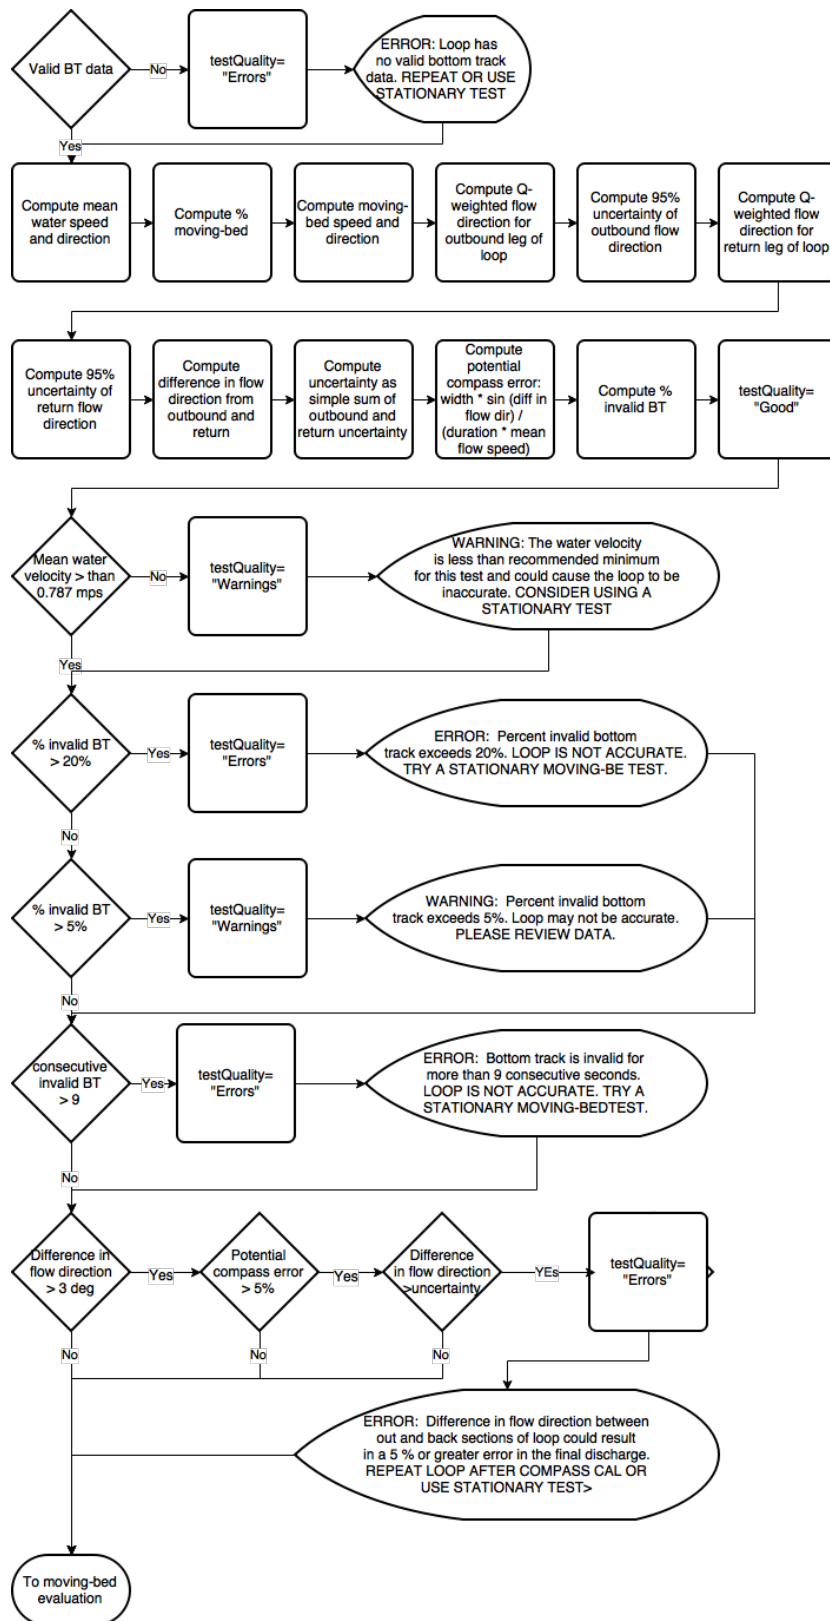 Valid BT data
No
testQuality=
"Errors"
ERROR: Loop has
no valid bottom track
data. REPEAT OR USE
STATIONARY TEST
Yes
Compute mean
water speed
and direction
Compute %
moving-bed
Compute moving-
bed speed and
direction
Compute Q-
weighted flow
direction for
outbound leg of
loop
Compute 95%
uncertainty of
outbound flow
direction
Compute Q-
weighted flow
direction for
return leg of loop
Compute 95%
uncertainty of
return flow
direction
Compute
difference in flow
direction from
outbound and
return
Compute
uncertainty as
simple sum of
outbound and
return uncertainty
Compute
potential
compass error:
width * sin (diff in
flow dir) /
(duration * mean
flow speed)
Compute %
invalid BT
testQuality=
"Good"
Mean water
velocity > than
0.787 mps
No
testQuality=
"Warnings"
WARNING: The water velocity
is less than recommended minimum
for this test and could cause the loop to be
inaccurate. CONSIDER USING A
STATIONARY TEST
Yes
% invalid BT
> 20%
Yes
testQuality=
"Errors"
ERROR: Percent invalid bottom
track exceeds 20%. LOOP IS NOT ACCURATE.
TRY A STATIONARY MOVING-BE TEST.
No
% invalid BT
> 5%
Yes
testQuality=
"Warnings"
WARNING: Percent invalid bottom
track exceeds 5%. Loop may not be accurate.
PLEASE REVIEW DATA.
No
consecutive
invalid BT
> 9
Yes
testQuality=
"Errors"
ERROR: Bottom track is invalid for
more than 9 consecutive seconds.
LOOP IS NOT ACCURATE. TRY A
STATIONARY MOVING-BEDTEST.
No
Difference in
flow direction
> 3 deg
Yes
Potential
compass error
> 5%
Yes
Difference
in flow direction
>uncertainty
YEs
testQuality=
"Errors"
No
No
No
ERROR: Difference in flow direction between
out and back sections of loop could result
in a 5 % or greater error in the final discharge.
REPEAT LOOP AFTER COMPASS CAL OR
USE STATIONARY TEST>
To moving-bed
evaluation